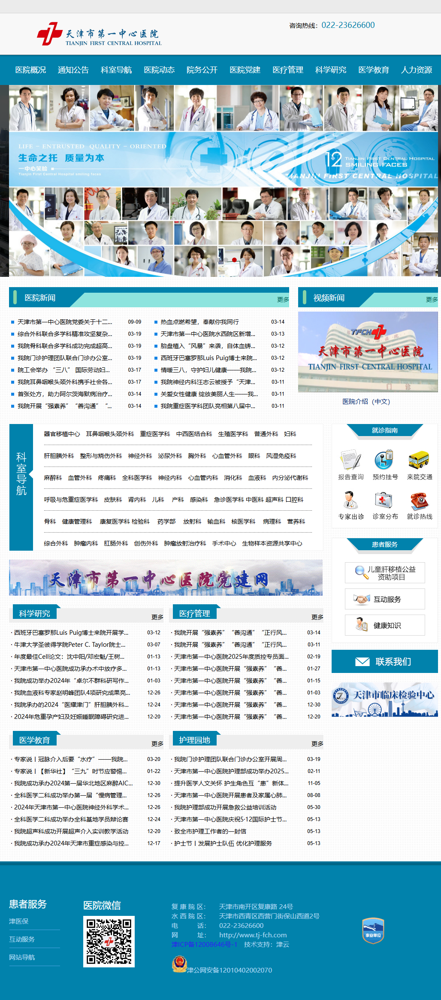 天津市第一中心医院
TIANJIN FIRST CENTRAL HOSPITAL
咨询热线：022-23626600
医院概况 通知公告 科室导航 医院动态 院务公开 医院党建 医疗管理 科学研究 医学教育 人力资源
LIFE - ENTRUSTED QUALITY - ORIENTED
生命之托 质量为本
一中心笑脸
Tianjin First Central Hospital smiling faces
12 TIANJIN FIRST CENTRAL HOSPITAL
SMILING FACES
TIANJIN FIRST CENTRAL HOSPITAL
医院新闻 更多
天津市第一中心医院党委关于十二... 09-09
综合外科联合多学科精准攻坚复杂... 03-19
我院骨科联合多学科成功完成超高... 03-19
我院门诊护理团队联合门诊办公室... 03-19
院工会举办 “三八” 国际劳动妇... 03-17
我院耳鼻咽喉头颈外科携手社会各... 03-17
首张处方，助力阿尔茨海默病治疗... 03-14
我院开展“强素养”“善沟通”“... 03-14
热血点燃希望，奉献你我同行 03-14
天津市第一中心医院水西院区新增... 03-13
胎盘植入“风暴”来袭，自体血铸... 03-12
西班牙巴塞罗那Luis Puig博士来院... 03-12
情暖三八，守护妇儿健康——我院... 03-12
我院神经内科汪志云被授予“天津... 03-11
关爱女性健康 绽放美丽人生——我... 03-11
我院重症医学科团队亮相第八届中... 03-11
视频新闻 更多
TFCH
天津市第一中心医院
TIANJIN FIRST CENTRAL HOSPITAL
门 诊
医院介绍（中文）
科室导航
器官移植中心 耳鼻咽喉头颈外科 重症医学科 中西医结合科 生殖医学科 普通外科 妇科
肝胆胰外科 整形与烧伤外科 神经外科 泌尿外科 胸外科 心血管外科 眼科 风湿免疫科
麻醉科 血管外科 疼痛科 全科医学科 神经内科 心血管内科 消化科 血液科 内分泌代谢科
呼吸与危重症医学科 皮肤科 肾内科 儿科 产科 感染科 急诊医学科 中医科 超声科 口腔科
骨科 健康管理科 康复医学科 检验科 药学部 放射科 输血科 核医学科 病理科 营养科
综合外科 肿瘤内科 肛肠外科 创伤外科 肿瘤放射治疗科 手术中心 生物样本资源共享中心
就诊指南
报告查询 预约挂号 来院交通
专家出诊 诊室分布 就诊热线
患者服务
儿童肝移植公益
资助项目
互动服务
健康知识
联系我们
天津市临床检验中心
天津市第一中心医院党建网
科学研究 更多
· 西班牙巴塞罗那Luis Puig博士来院开展学... 03-12
· 牛津大学圣彼得学院Peter C. Taylor院士... 03-07
· 年度最佳Cell论文：沈中阳/邓宏魁/王树... 01-13
· 天津市第一中心医院成功承办术中放疗多... 01-13
· 我院成功举办2024年“卓尔不群科研写作... 01-03
· 我院血液科专家赵明峰团队4项研究成果亮... 12-26
· 我院承办的2024“医耀津门”肝胆胰外科... 12-24
· 2024年危重孕产妇及妊娠睡眠障碍研究进... 12-20
医疗管理 更多
· 我院开展“强素养”“善沟通”“正行风... 03-14
· 我院开展“强素养”“善沟通”“正行风... 03-11
· 天津市第一中心医院2025年度质控专员面... 02-19
· 天津市第一中心医院开展“强素养”“善... 01-27
· 天津市第一中心医院开展“强素养”“善... 01-15
· 天津市第一中心医院开展“强素养”“善... 01-03
· 天津市第一中心医院开展“强素养”“善... 12-30
· 天津市第一中心医院开展“强素养”“善... 12-20
医学教育 更多
· 专家说丨冠脉介入后要“水疗”——我院... 03-20
· 专家说丨【新华社】“三九”时节应警惕... 01-22
· 我院成功承办2024第一届华北地区麻醉AIC... 12-30
· 全科医学二科成功举办第一届“慢病管理... 12-26
· 2024年天津市第一中心医院神经外科学术... 12-26
· 全科医学二科成功举办全科基地学员辩论赛 12-24
· 我院超声科成功开展超声介入实训教学活动 12-20
· 我院成功承办2024年天津市重症感染与控... 12-17
护理园地 更多
· 我院门诊护理团队联合门诊办公室开展周... 03-19
· 天津市第一中心医院护理部成功举办2025... 02-11
· 提升医学人文关怀 护生角色互“患”新体... 11-05
· 天津市第一中心医院开展患者及家属心肺... 08-08
· 我院护理部成功开展急救公益培训活动 05-30
· 天津市第一中心医院庆祝5·12国际护士节... 05-13
· 致全市护理工作者的一封信 05-13
· 护士节丨发展护士队伍 优化护理服务 05-13
患者服务
津医保
互动服务
网站导航
医院微信
复 康 院 区： 天津市南开区复康路 24号
水 西 院 区： 天津市西青区西营门街保山西道2号
电 话： 022-23626600
网 址： http://www.tj-fch.com
津ICP备12008646号-1 技术支持：津云
津公网安备12010402002070
事业单位